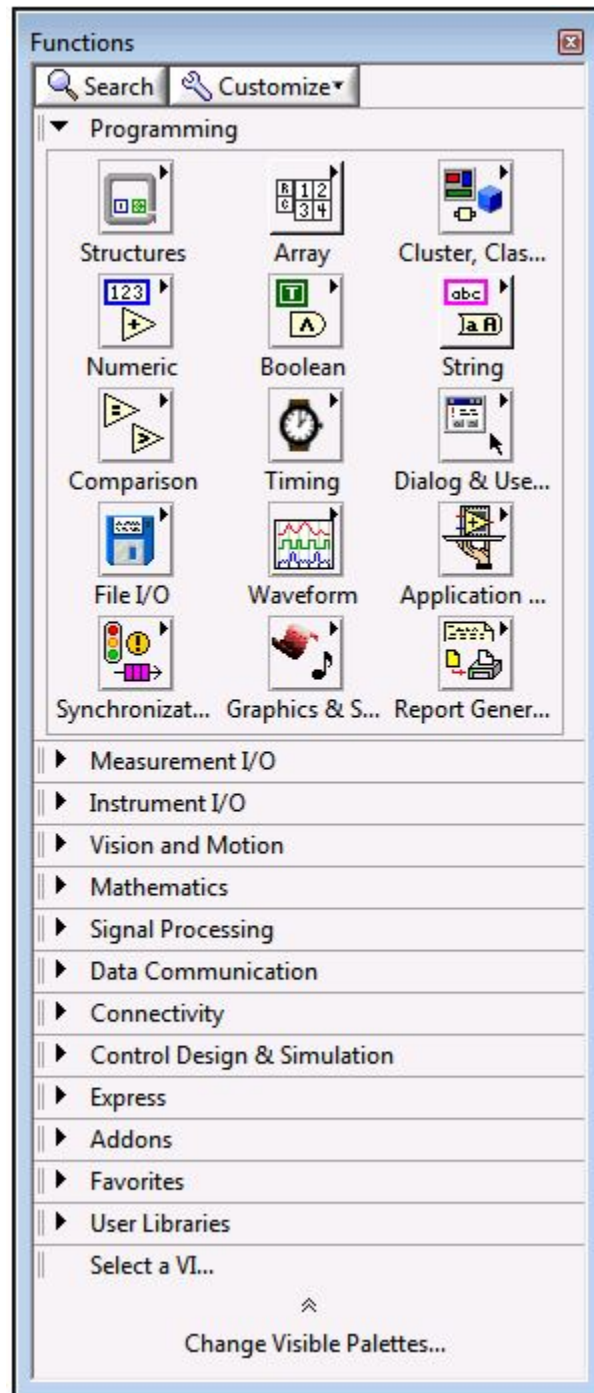 Functions
Search Customize
Programming
Structures Array Cluster, Clas...
123 T abc
a A
Numeric Boolean String
Comparison Timing Dialog & Use...
File I/O Waveform Application ...
Synchronizat... Graphics & S... Report Gener...
Measurement I/O
Instrument I/O
Vision and Motion
Mathematics
Signal Processing
Data Communication
Connectivity
Control Design & Simulation
Express
Addons
Favorites
User Libraries
Select a VI...
Change Visible Palettes...